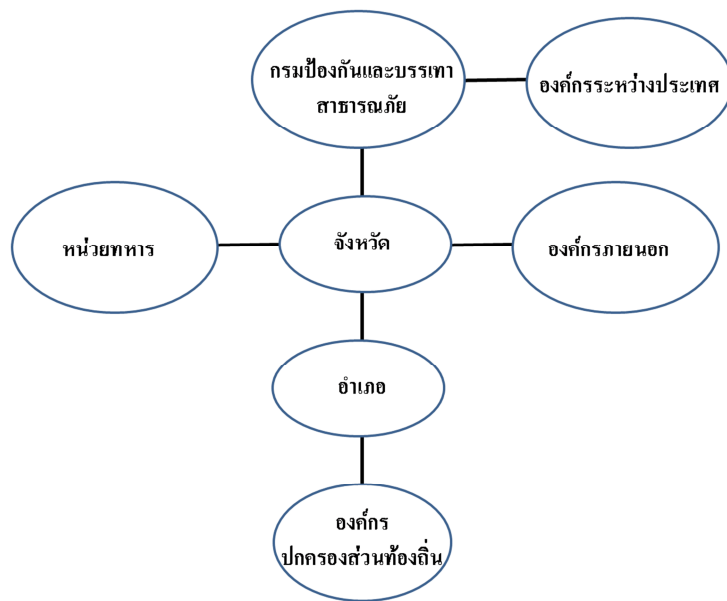 กรมป้องกันและบรรเทา
สาธารณภัย
องค์กรระหว่างประเทศ
หน่วยทหาร
จังหวัด
องค์กรภายนอก
อำเภอ
องค์กร
ปกครองส่วนท้องถิ่น